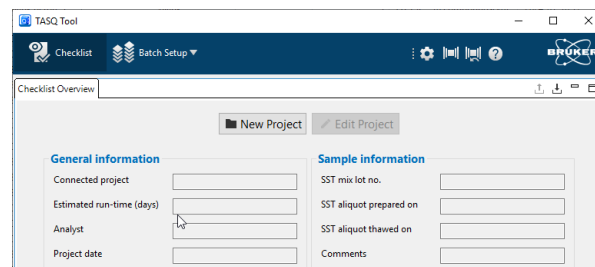 TASQ Tool
Checklist
Batch Setup
BRUKER
Checklist Overview
New Project
Edit Project
General information
Connected project
Estimated run-time (days)
Analyst
Project date
Sample information
SST mix lot no.
SST aliquot prepared on
SST aliquot thawed on
Comments